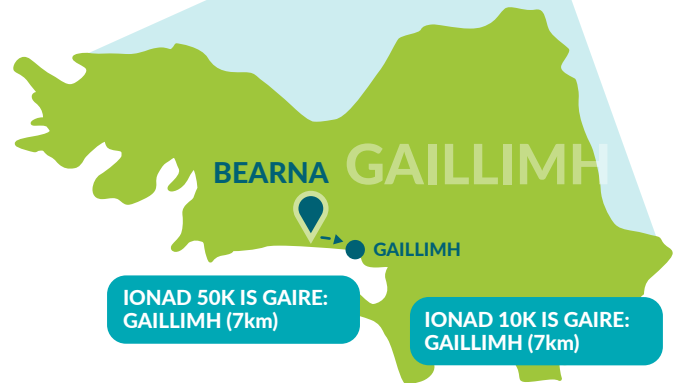 BEARNA
GAILLIMH
GAILLIMH
IONAD 50K IS GAIRE:
GAILLIMH (7km)
IONAD 10K IS GAIRE:
GAILLIMH (7km)